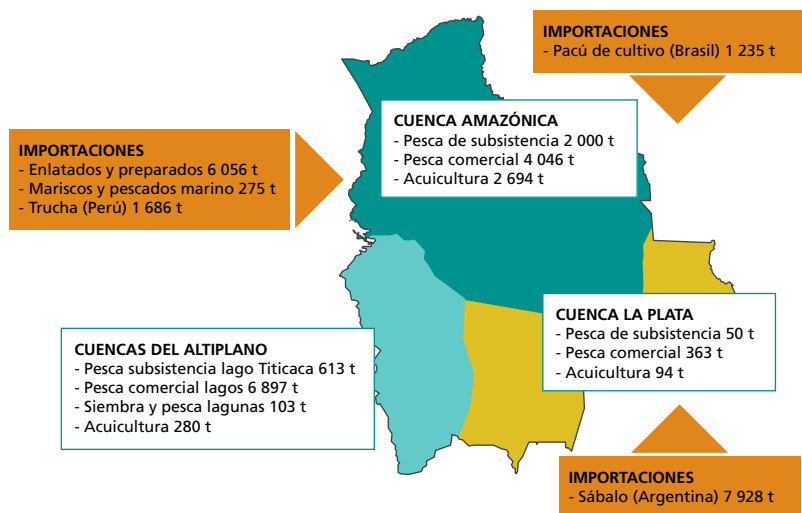 IMPORTACIONES
- Pacú de cultivo (Brasil) 1 235 t
CUENCA AMAZÓNICA
- Pesca de subsistencia 2 000 t
- Pesca comercial 4 046 t
- Acuicultura 2 694 t
IMPORTACIONES
- Enlatados y preparados 6 056 t
- Mariscos y pescados marino 275 t
- Trucha (Perú) 1 686 t
CUENCA LA PLATA
- Pesca de subsistencia 50 t
- Pesca comercial 363 t
- Acuicultura 94 t
CUENCAS DEL ALTIPLANO
- Pesca subsistencia lago Titicaca 613 t
- Pesca comercial lagos 6 897 t
- Siembra y pesca lagunas 103 t
- Acuicultura 280 t
IMPORTACIONES
- Sábalo (Argentina) 7 928 t